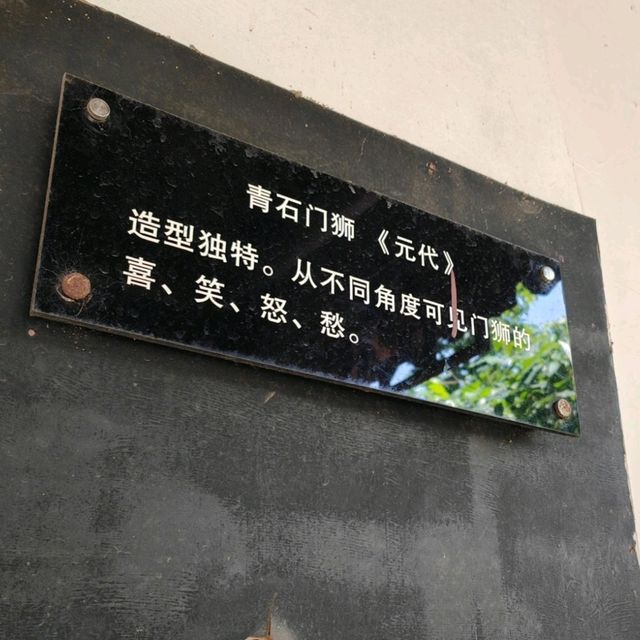 青石门狮 《元代》
造型独特。从不同角度可见门狮的
喜、笑、怒、愁。